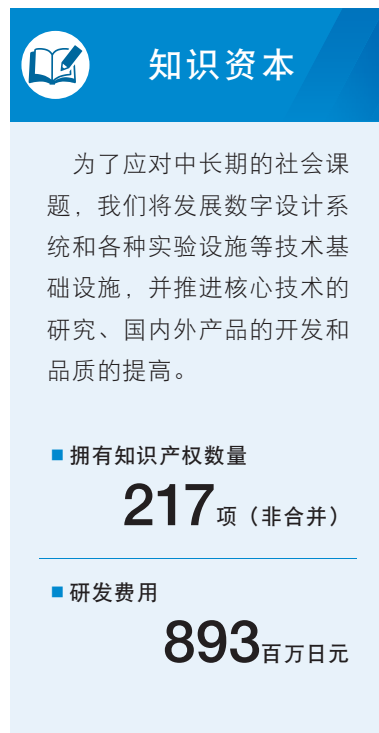 知识资本
为了应对中长期的社会课
题，我们将发展数字设计系
统和各种实验设施等技术基
础设施，并推进核心技术的
研究、国内外产品的开发和
品质的提高。
■ 拥有知识产权数量
217项（非合并）
■ 研发费用
893百万日元